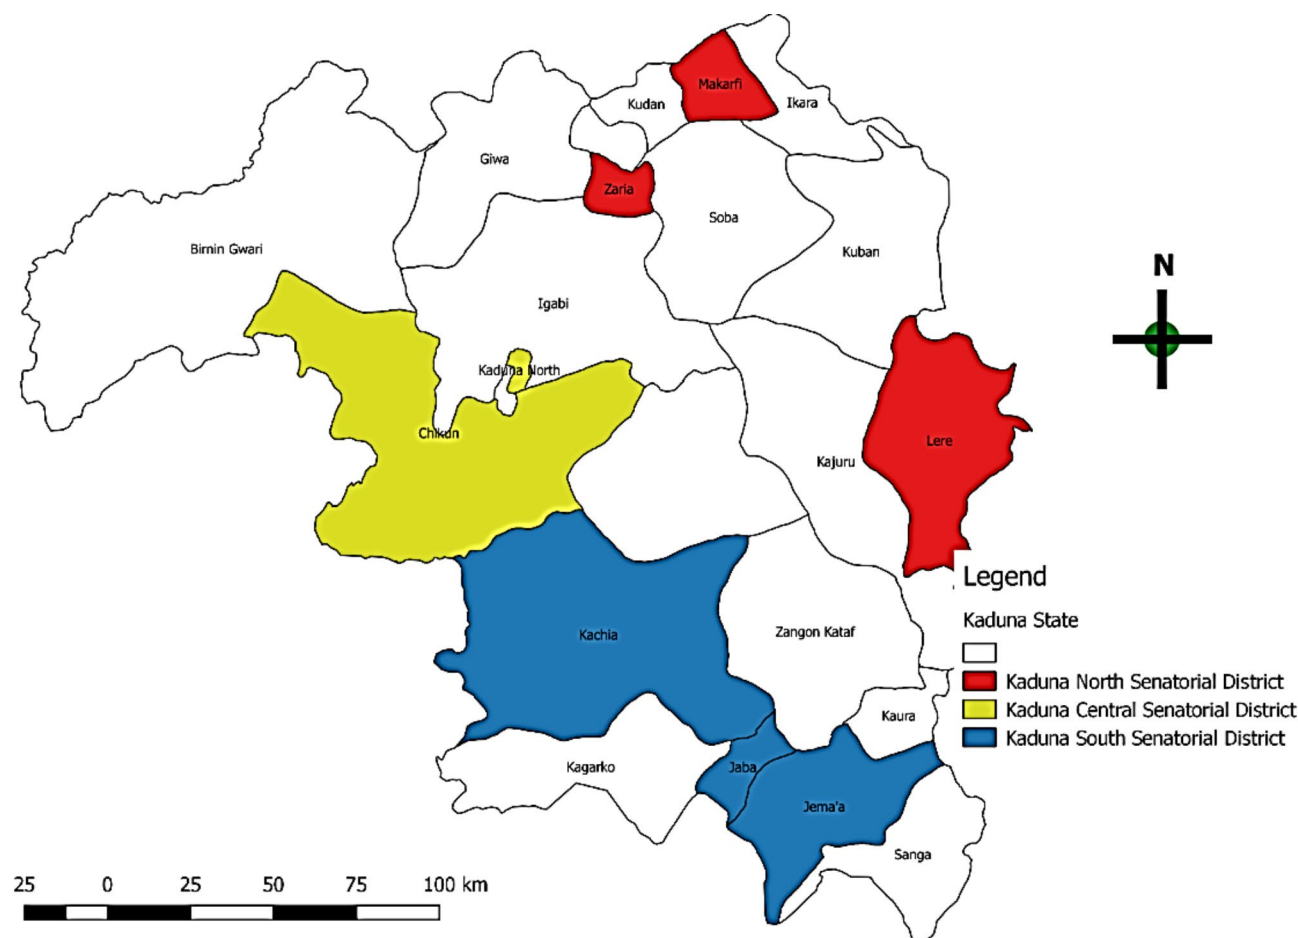 Makarfi
Kudan
Ikara
Giwa
Zaria
Soba
Birnin Gwari
Kuban
N
Igabi
Kaduna North
Chikun
Kajuru
Lere
Legend
Kaduna State
Kaduna North Senatorial District
Kaduna Central Senatorial District
Kaduna South Senatorial District
Kachia
Zangon Kataf
Kaura
Kagarko
Jaba
Jema'a
Sanga
25 0 25 50 75 100 km